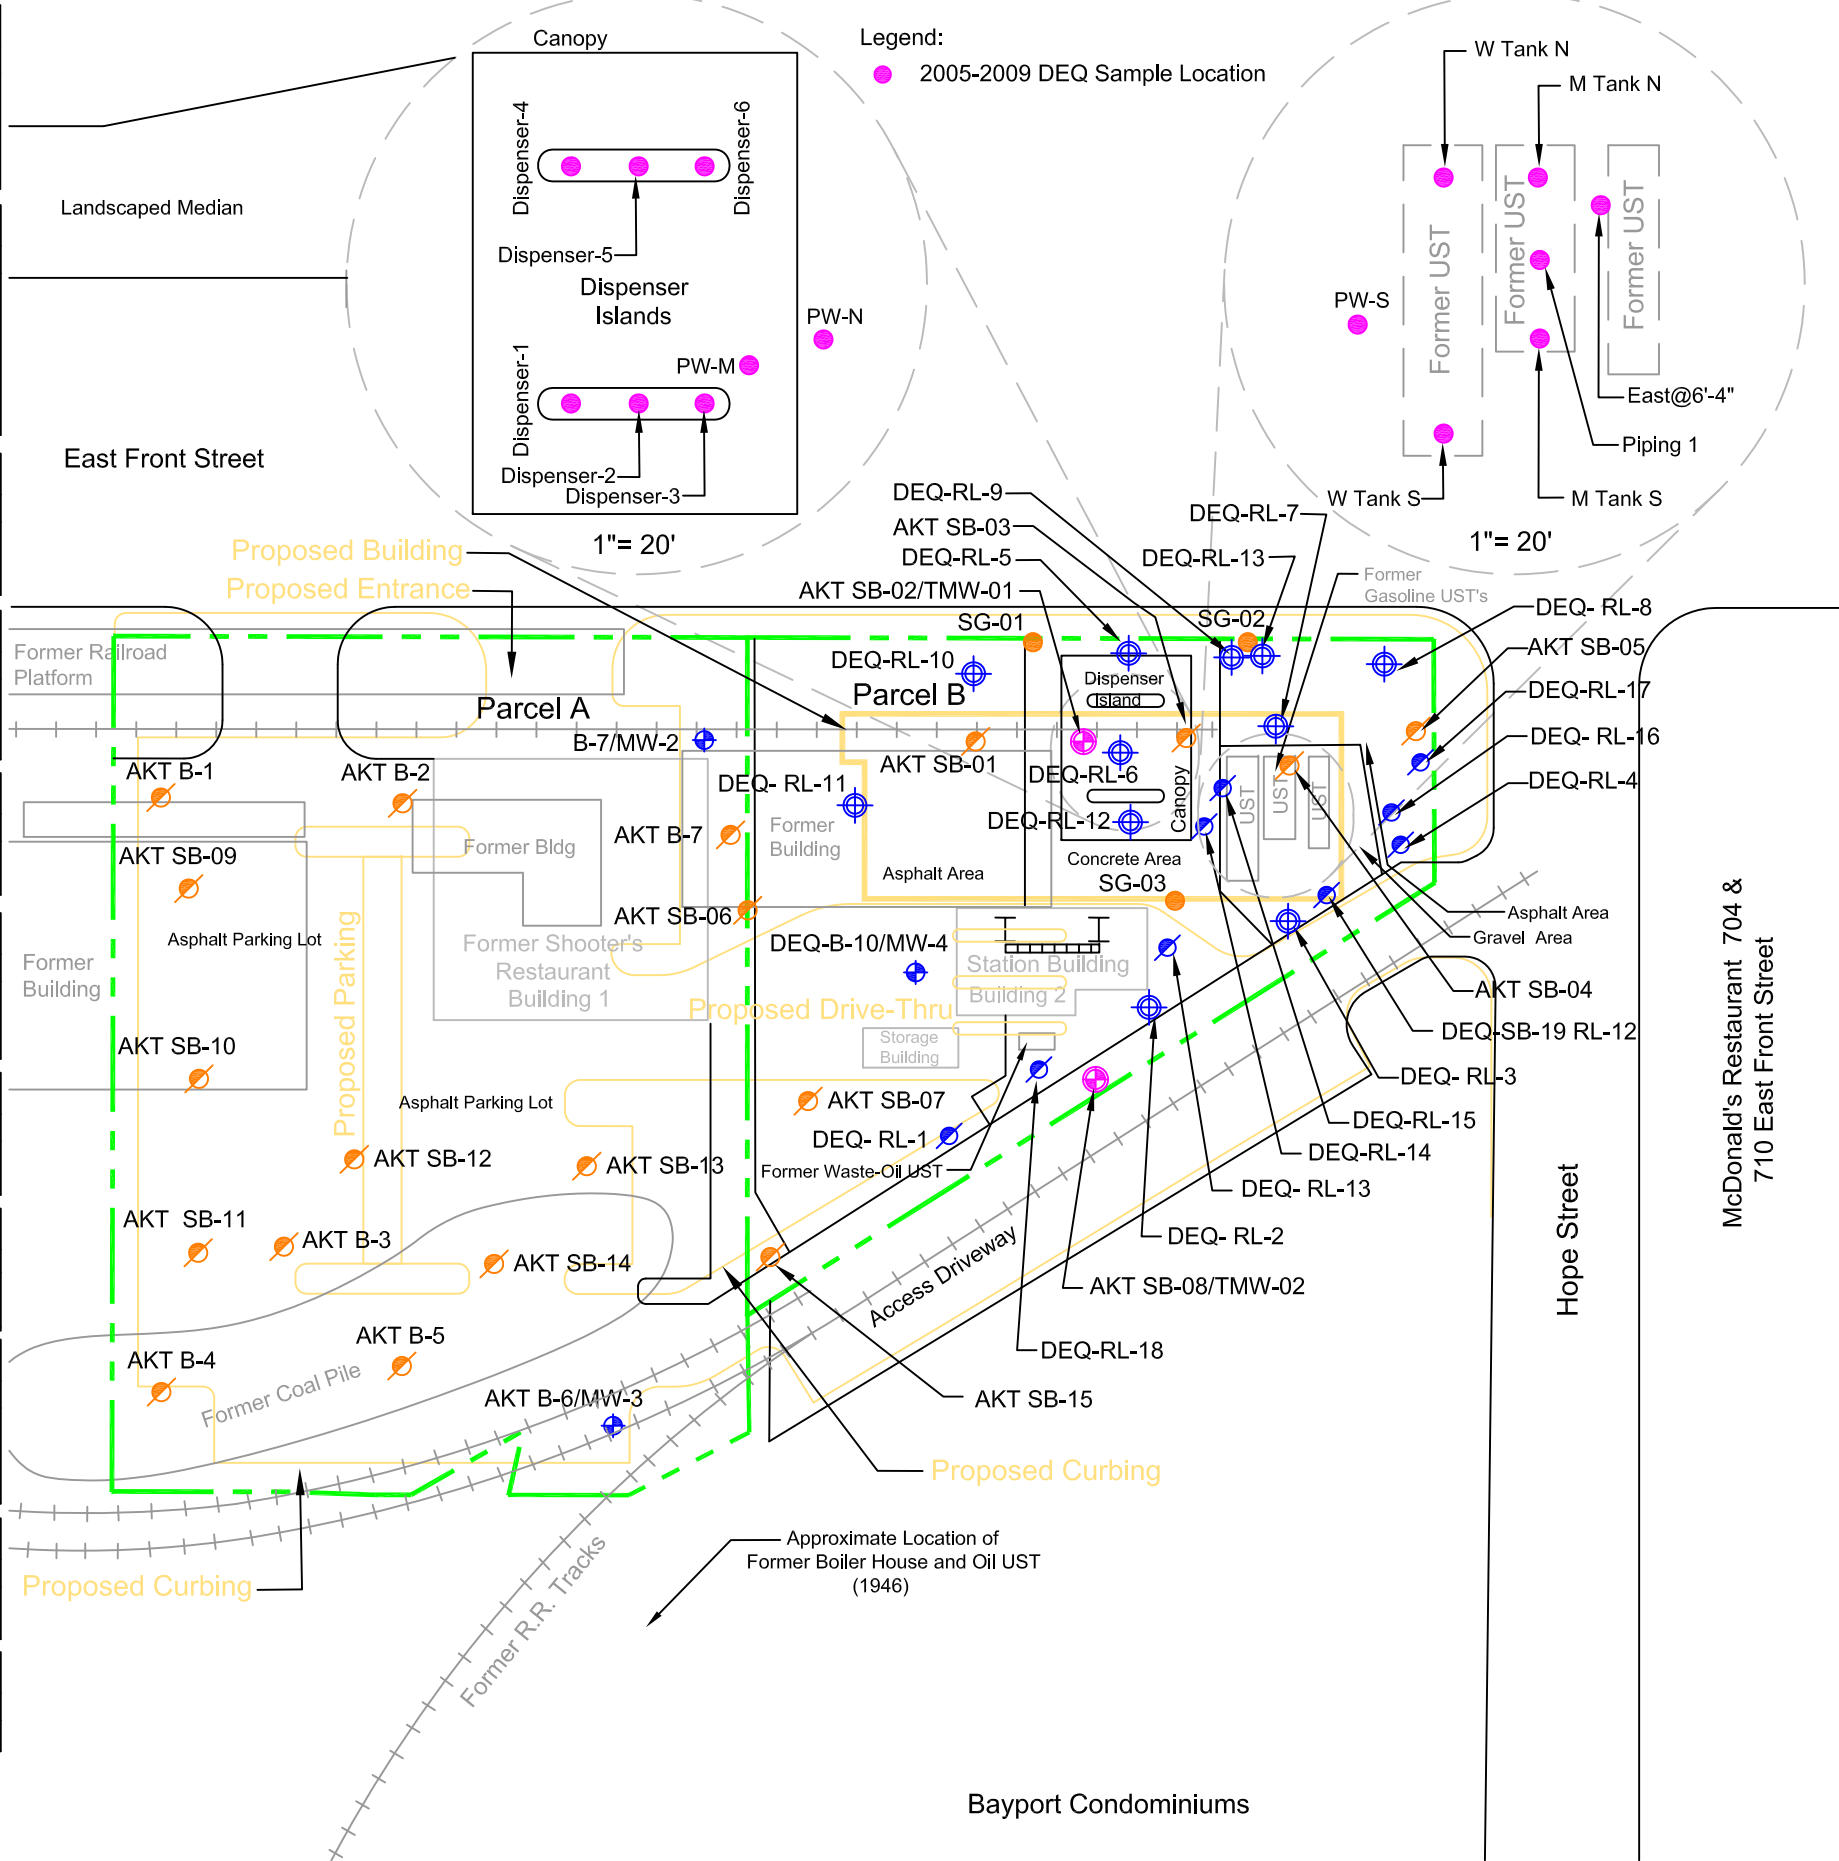 Canopy
Legend:
2005-2009 DEQ Sample Location
W Tank N
M Tank N
Dispenser-4
Dispenser-6
Landscaped Median
Dispenser-5
Dispenser
Islands
Former UST
Former UST
Former UST
PW-N
PW-S
PW-M
Dispenser-1
East@6'-4"
Piping 1
East Front Street
Dispenser-2
Dispenser-3
W Tank S
M Tank S
1"= 20'
1"= 20'
DEQ-RL-9
AKT SB-03
DEQ-RL-5
AKT SB-02/TMW-01
DEQ-RL-7
DEQ-RL-13
Proposed Building
Proposed Entrance
Former
Gasoline UST's
DEQ- RL-8
SG-01
SG-02
AKT SB-05
Former Railroad
Platform
DEQ-RL-10
Dispenser
Island
DEQ-RL-17
Parcel A
Parcel B
B-7/MW-2
DEQ- RL-16
AKT B-1
AKT B-2
DEQ- RL-11
AKT SB-01
DEQ-RL-6
DEQ-RL-4
Canopy
UST
UST
UST
AKT B-7
Former
Building
DEQ-RL-12
Former Bldg
AKT SB-09
Asphalt Area
Concrete Area
SG-03
AKT SB-06
Asphalt Area
Gravel Area
Asphalt Parking Lot
Former
Building
Proposed Parking
Former Shooter's
Restaurant
Building 1
DEQ-B-10/MW-4
Station Building
Building 2
AKT SB-04
Proposed Drive-Thru
DEQ-SB-19 RL-12
Storage
Building
AKT SB-10
DEQ- RL-3
Asphalt Parking Lot
AKT SB-07
DEQ-RL-15
DEQ- RL-1
DEQ-RL-14
AKT SB-12
AKT SB-13
Former Waste-Oil UST
DEQ- RL-13
AKT SB-11
AKT B-3
AKT SB-14
DEQ- RL-2
Access Driveway
AKT SB-08/TMW-02
Hope Street
McDonald's Restaurant 704 &
710 East Front Street
AKT B-5
AKT B-4
DEQ-RL-18
Former Coal Pile
AKT B-6/MW-3
AKT SB-15
Proposed Curbing
Approximate Location of
Former Boiler House and Oil UST
(1946)
Proposed Curbing
Former R.R. Tracks
Bayport Condominiums